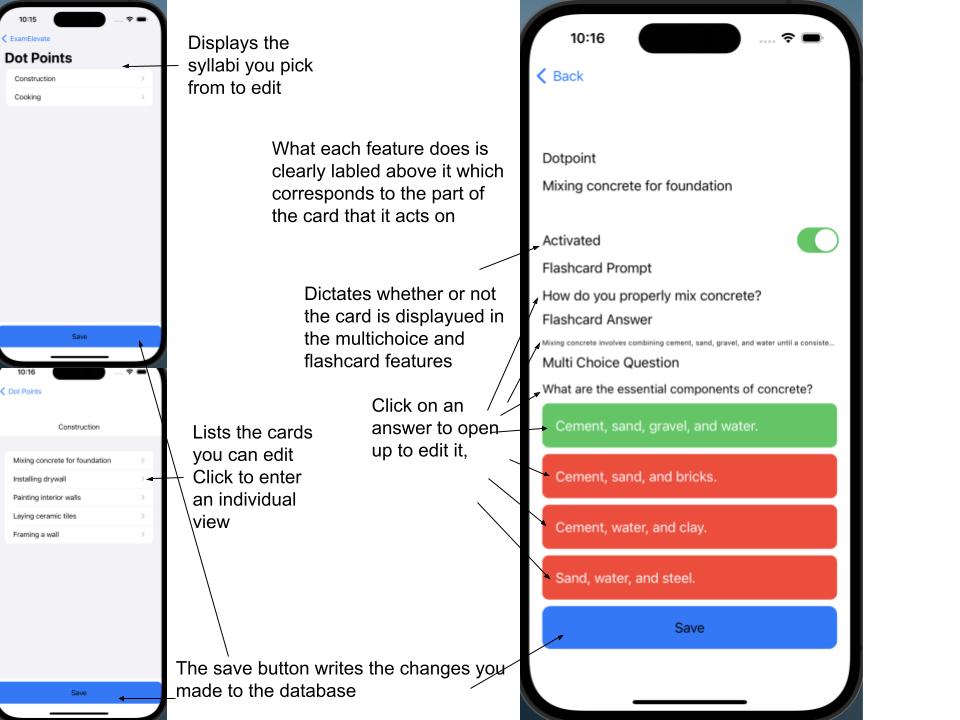 10:15
ExamElevate
Dot Points
Construction
Cooking
Save
Displays the
syllabi you pick
from to edit
What each feature does is
clearly labled above it which
corresponds to the part of
the card that it acts on
Dictates whether or not
the card is displayued in
the multichoice and
flashcard features
Click on an
answer to open
up to edit it,
10:16
Dot Points
Construction
Mixing concrete for foundation
Installing drywall
Painting interior walls
Laying ceramic tiles
Framing a wall
Save
Lists the cards
you can edit
Click to enter
an individual
view
The save button writes the changes you
made to the database
10:16
Back
Dotpoint
Mixing concrete for foundation
Activated
Flashcard Prompt
How do you properly mix concrete?
Flashcard Answer
Mixing concrete involves combining cement, sand, gravel, and water until a consiste...
Multi Choice Question
What are the essential components of concrete?
Cement, sand, gravel, and water.
Cement, sand, and bricks.
Cement, water, and clay.
Sand, water, and steel.
Save